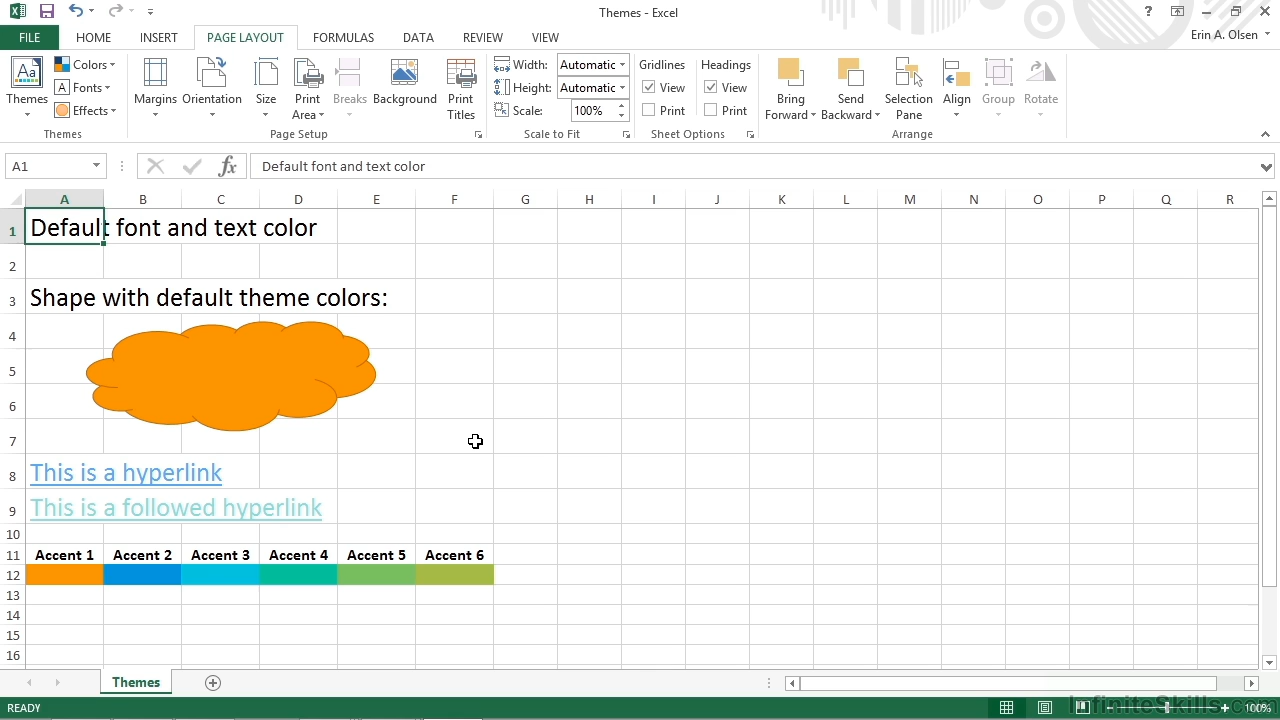 Themes - Excel
?
FILE HOME INSERT PAGE LAYOUT FORMULAS DATA REVIEW VIEW
Erin A. Olsen
Aa Themes
Colors
A Fonts
Effects
Themes
Margins Orientation Size Print Area Breaks Background Print Titles
Page Setup
Width: Automatic
Height: Automatic
Scale: 100%
Scale to Fit
Gridlines Headings
View View
Print Print
Sheet Options
Bring Forward Send Backward Selection Pane Align Group Rotate
Arrange
A1 fx Default font and text color
A B C D E F G H I J K L M N O P Q R
1 Default font and text color
2
3 Shape with default theme colors:
4
5
6
7
8 This is a hyperlink
9 This is a followed hyperlink
10
11 Accent 1 Accent 2 Accent 3 Accent 4 Accent 5 Accent 6
12
13
14
15
16
Themes
READY
InfiniteSkills.com
100%